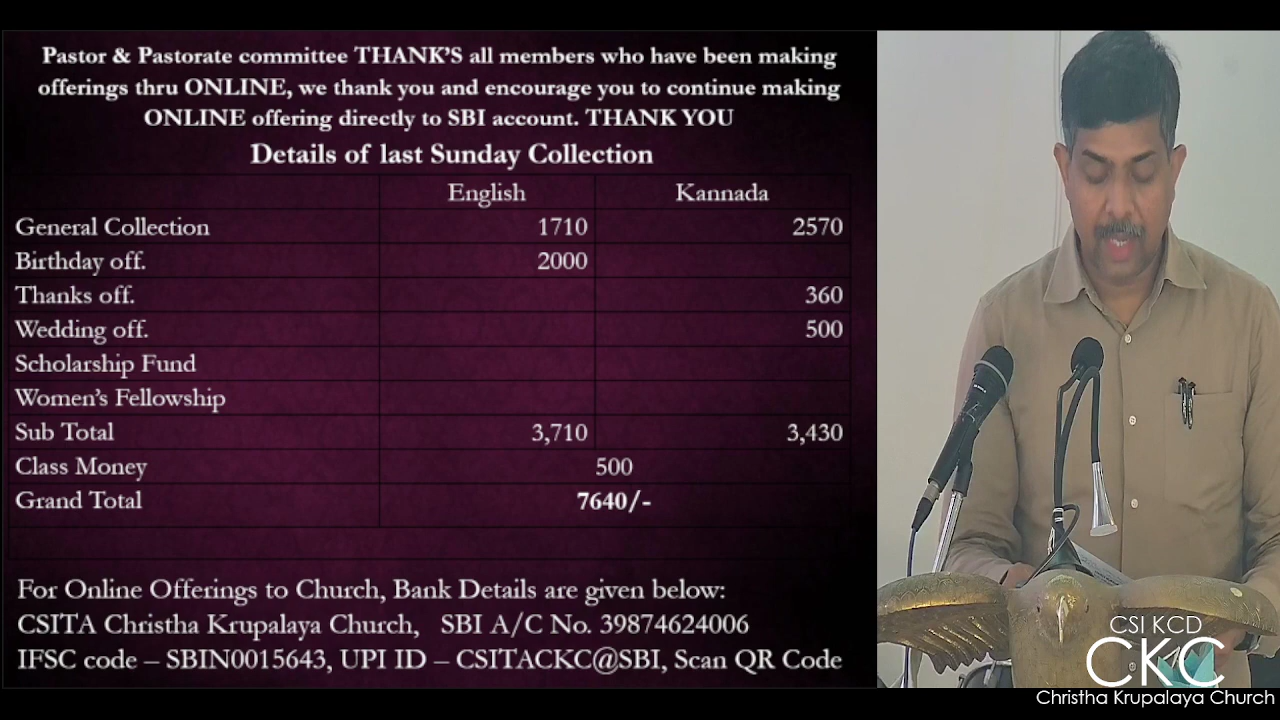 Pastor & Pastorate committee THANK'S all members who have been making
offerings thru ONLINE, we thank you and encourage you to continue making
ONLINE offering directly to SBI account. THANK YOU
Details of last Sunday Collection
English Kannada
General Collection 1710 2570
Birthday off. 2000
Thanks off. 360
Wedding off. 500
Scholarship Fund
Women's Fellowship
Sub Total 3,710 3,430
Class Money 500
Grand Total 7640/-
For Online Offerings to Church, Bank Details are given below:
CSITA Christha Krupalaya Church, SBI A/C No. 39874624006
IFSC code – SBIN0015643, UPI ID – CSITACKC@SBI, Scan QR Code
CSI KCD
CKC
Christha Krupalaya Church